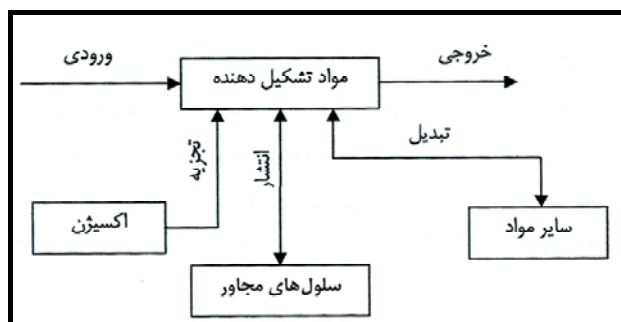 ورودی
مواد تشکیل دهنده
خروجی
تجزیه
انتشار
تبدیل
اکسیژن
سایر مواد
سلول‌های مجاور